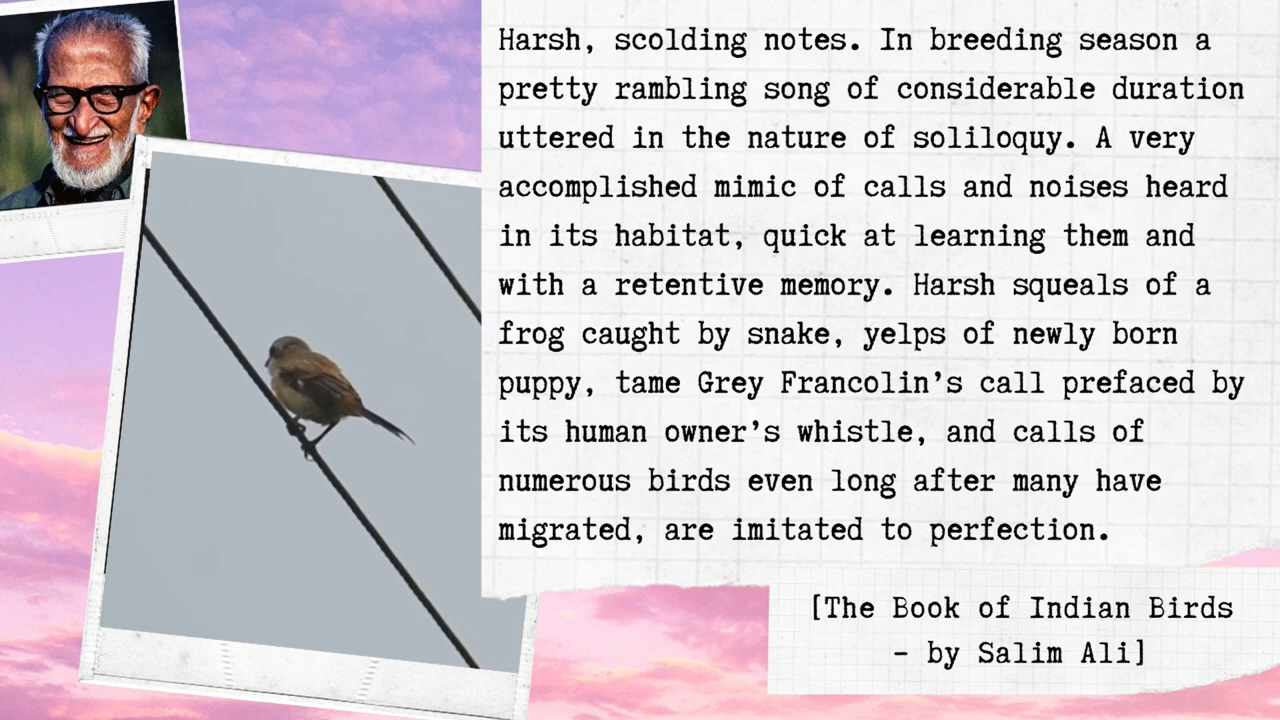 Harsh, scolding notes. In breeding season a
pretty rambling song of considerable duration
uttered in the nature of soliloquy. A very
accomplished mimic of calls and noises heard
in its habitat, quick at learning them and
with a retentive memory. Harsh squeals of a
frog caught by snake, yelps of newly born
puppy, tame Grey Francolin’s call prefaced by
its human owner’s whistle, and calls of
numerous birds even long after many have
migrated, are imitated to perfection.
[The Book of Indian Birds
– by Salim Ali]